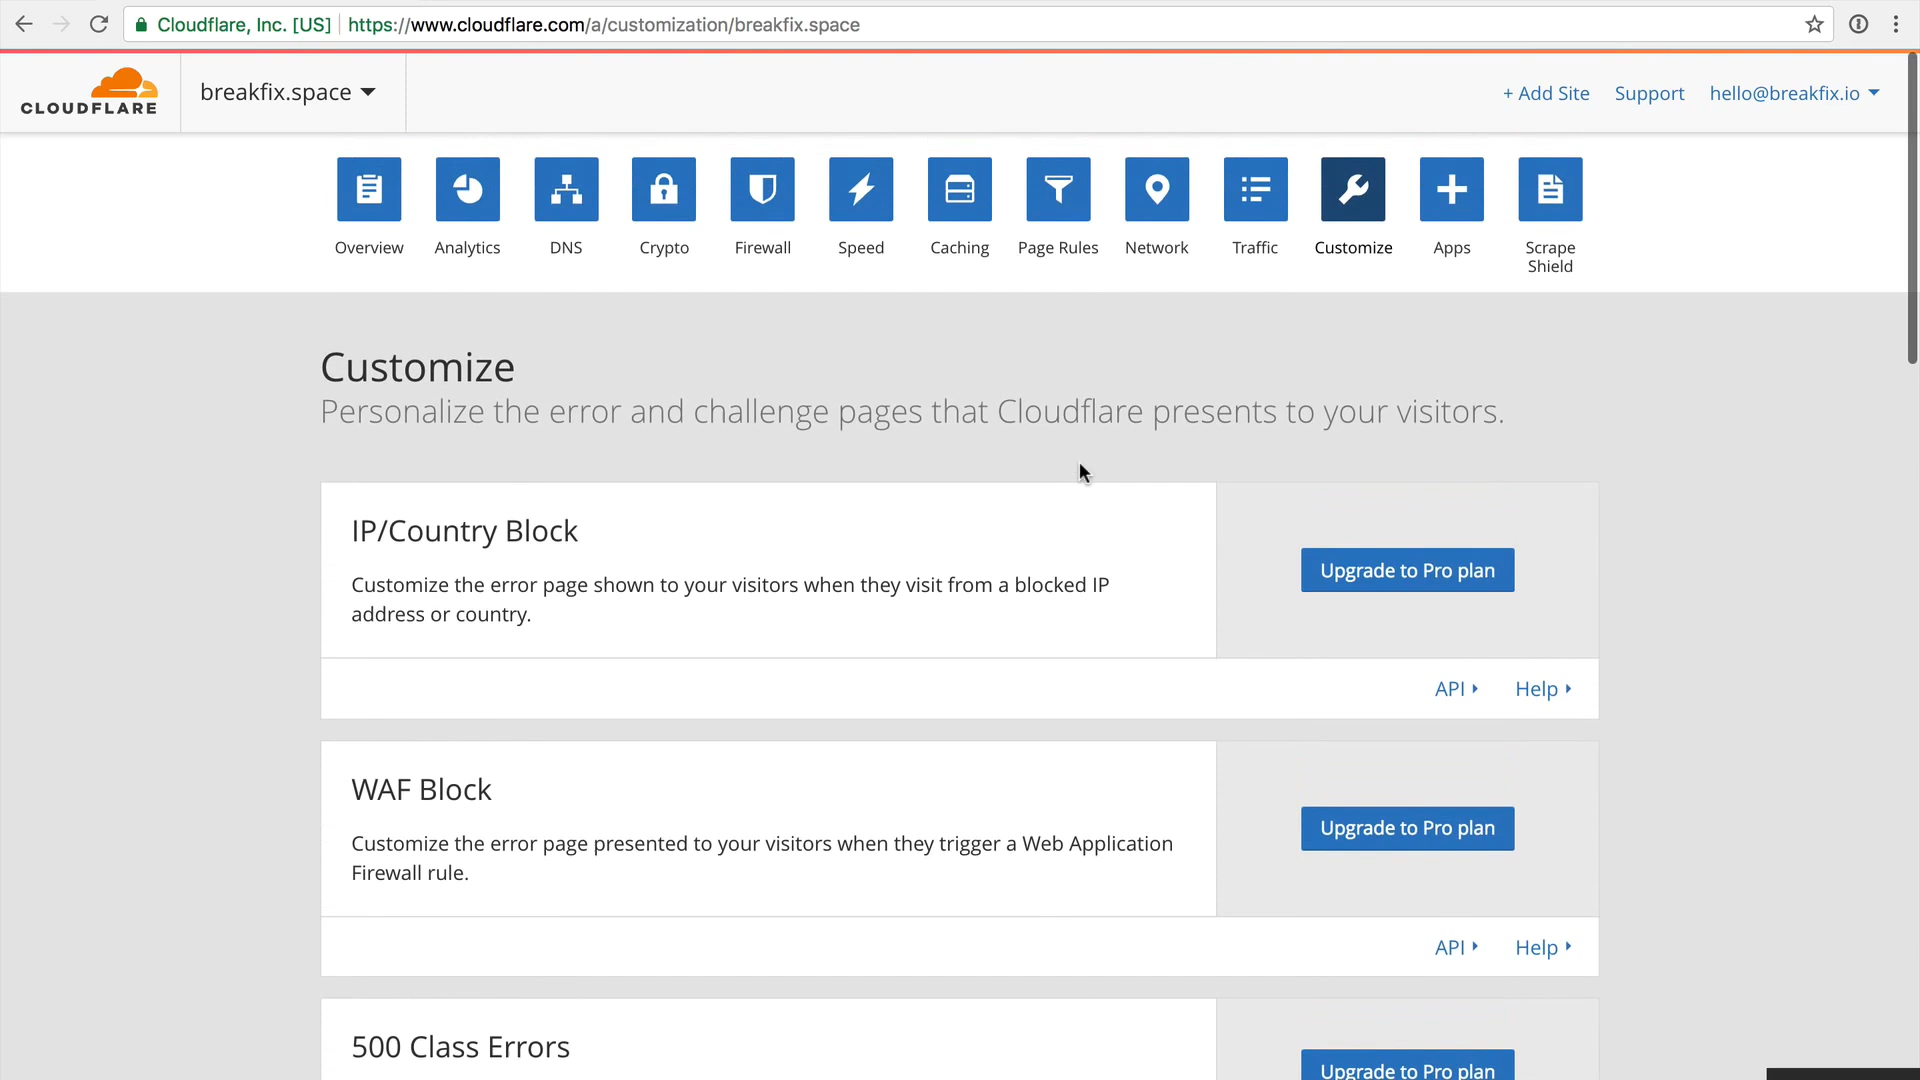 Cloudflare, Inc. [US] https://www.cloudflare.com/a/customization/breakfix.space
CLOUDFLARE
breakfix.space
+ Add Site
Support
hello@breakfix.io
Overview
Analytics
DNS
Crypto
Firewall
Speed
Caching
Page Rules
Network
Traffic
Customize
Apps
Scrape
Shield
Customize
Personalize the error and challenge pages that Cloudflare presents to your visitors.
IP/Country Block
Customize the error page shown to your visitors when they visit from a blocked IP
address or country.
Upgrade to Pro plan
API
Help
WAF Block
Customize the error page presented to your visitors when they trigger a Web Application
Firewall rule.
Upgrade to Pro plan
API
Help
500 Class Errors
Upgrade to Pro plan